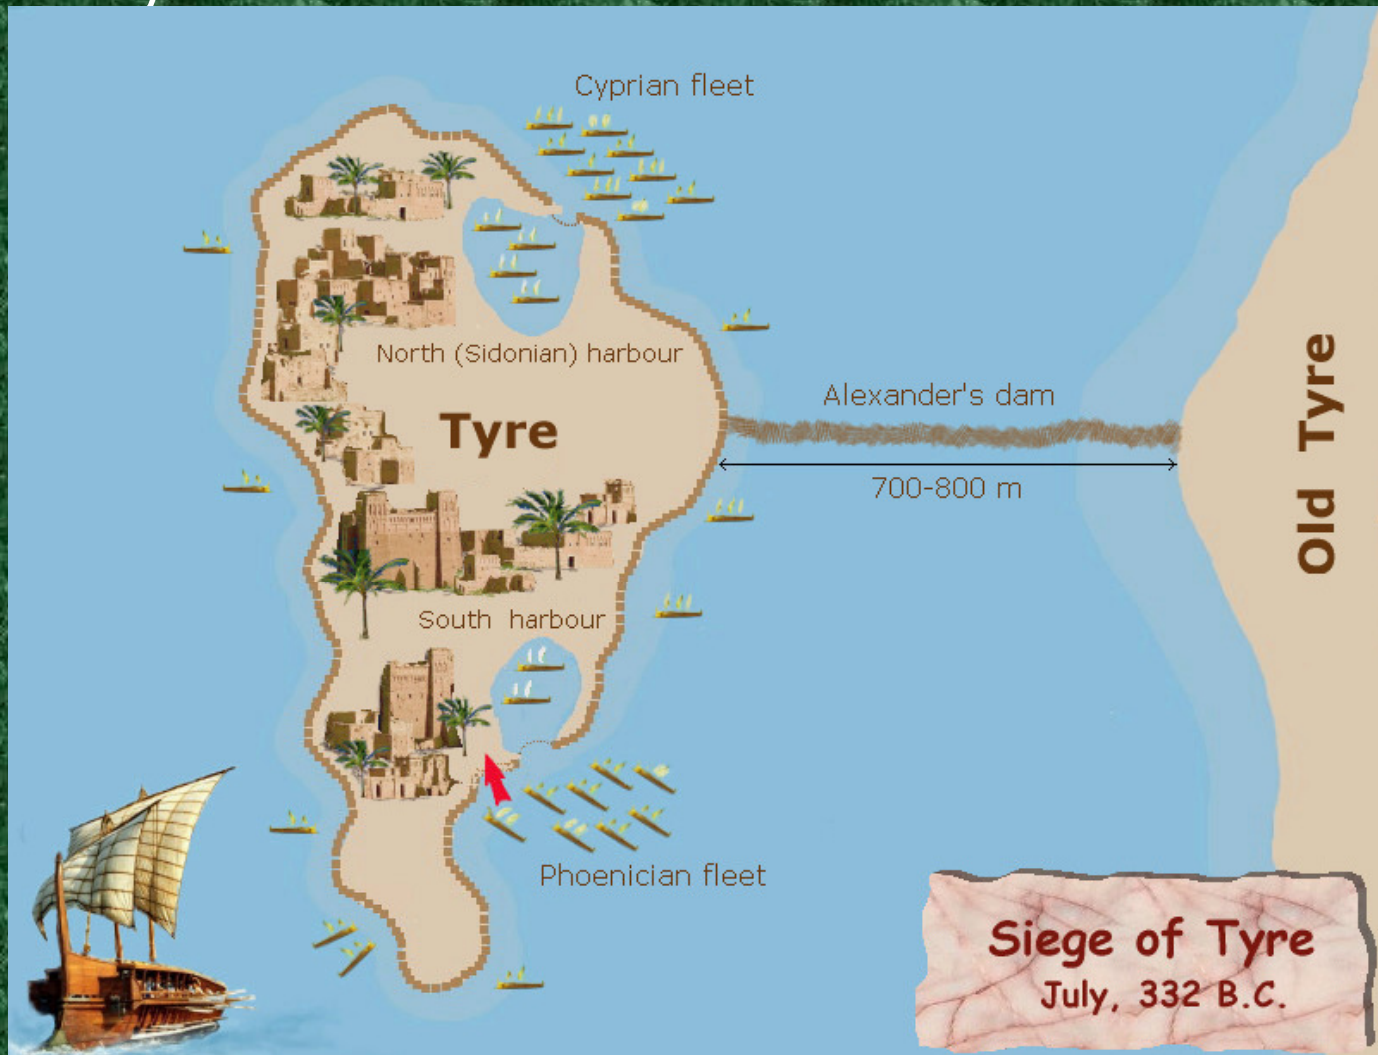 Cyprian fleet
North (Sidonian) harbour
Alexander's dam
Tyre
700-800 m
Old Tyre
South harbour
Phoenician fleet
Siege of Tyre
July, 332 B.C.